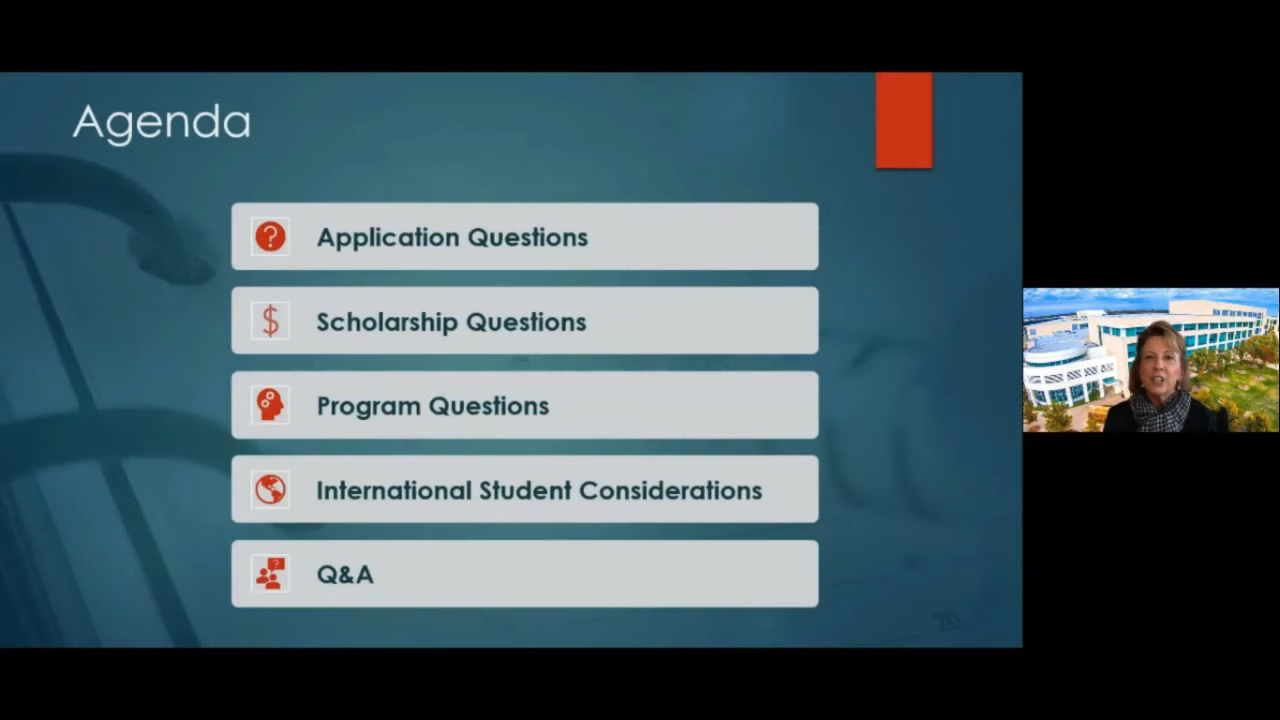 Agenda
Application Questions
Scholarship Questions
Program Questions
International Student Considerations
Q&A